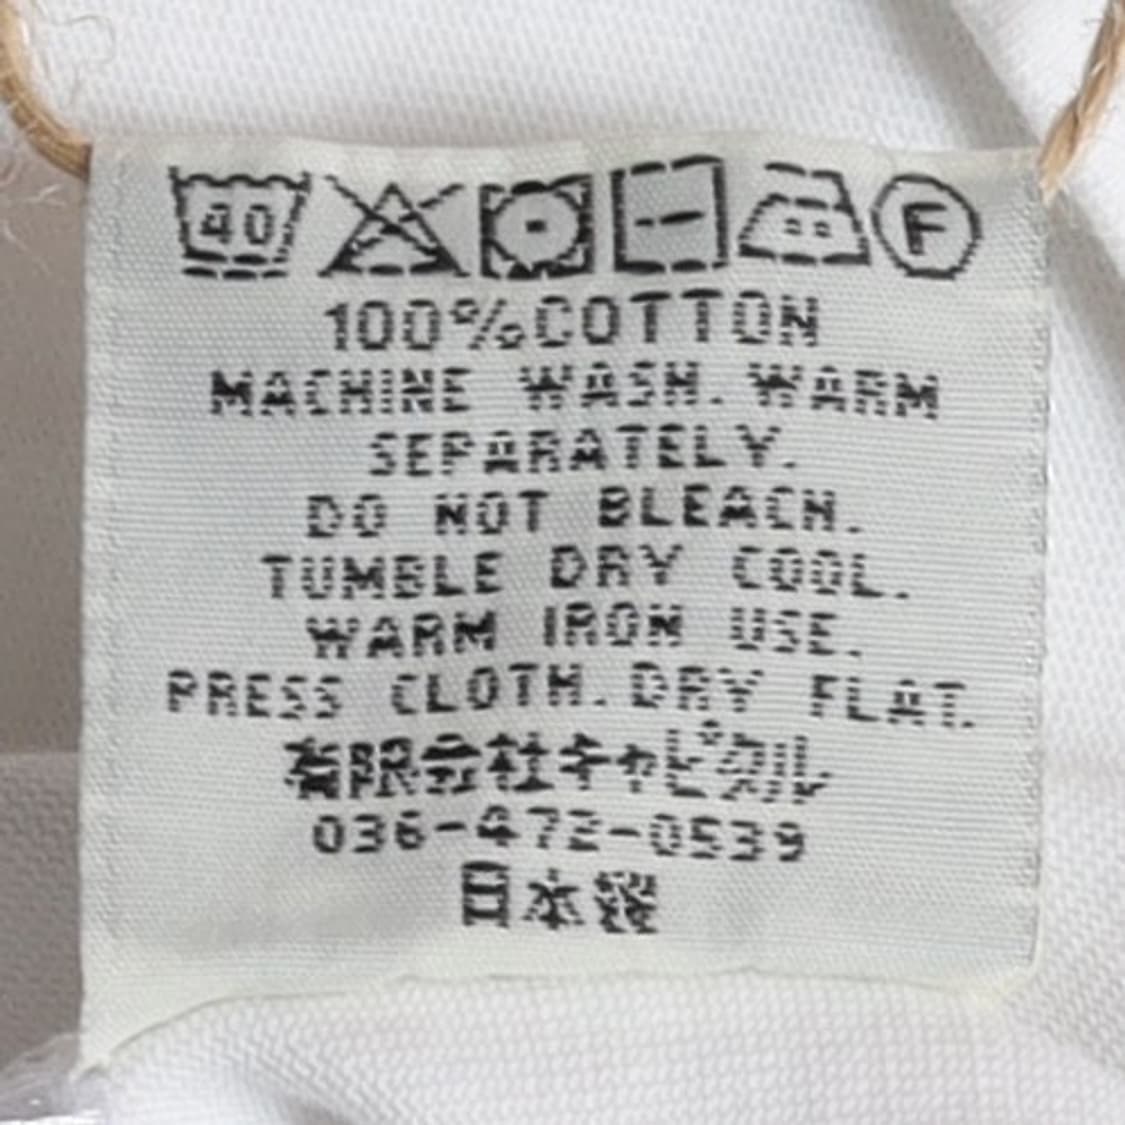 40 F
100%COTTON
MACHINE WASH. WARM
SEPARATELY.
DO NOT BLEACH.
TUMBLE DRY COOL.
WARM IRON USE.
PRESS CLOTH. DRY FLAT.
有限会社キャピタル
036-472-0539
日本製